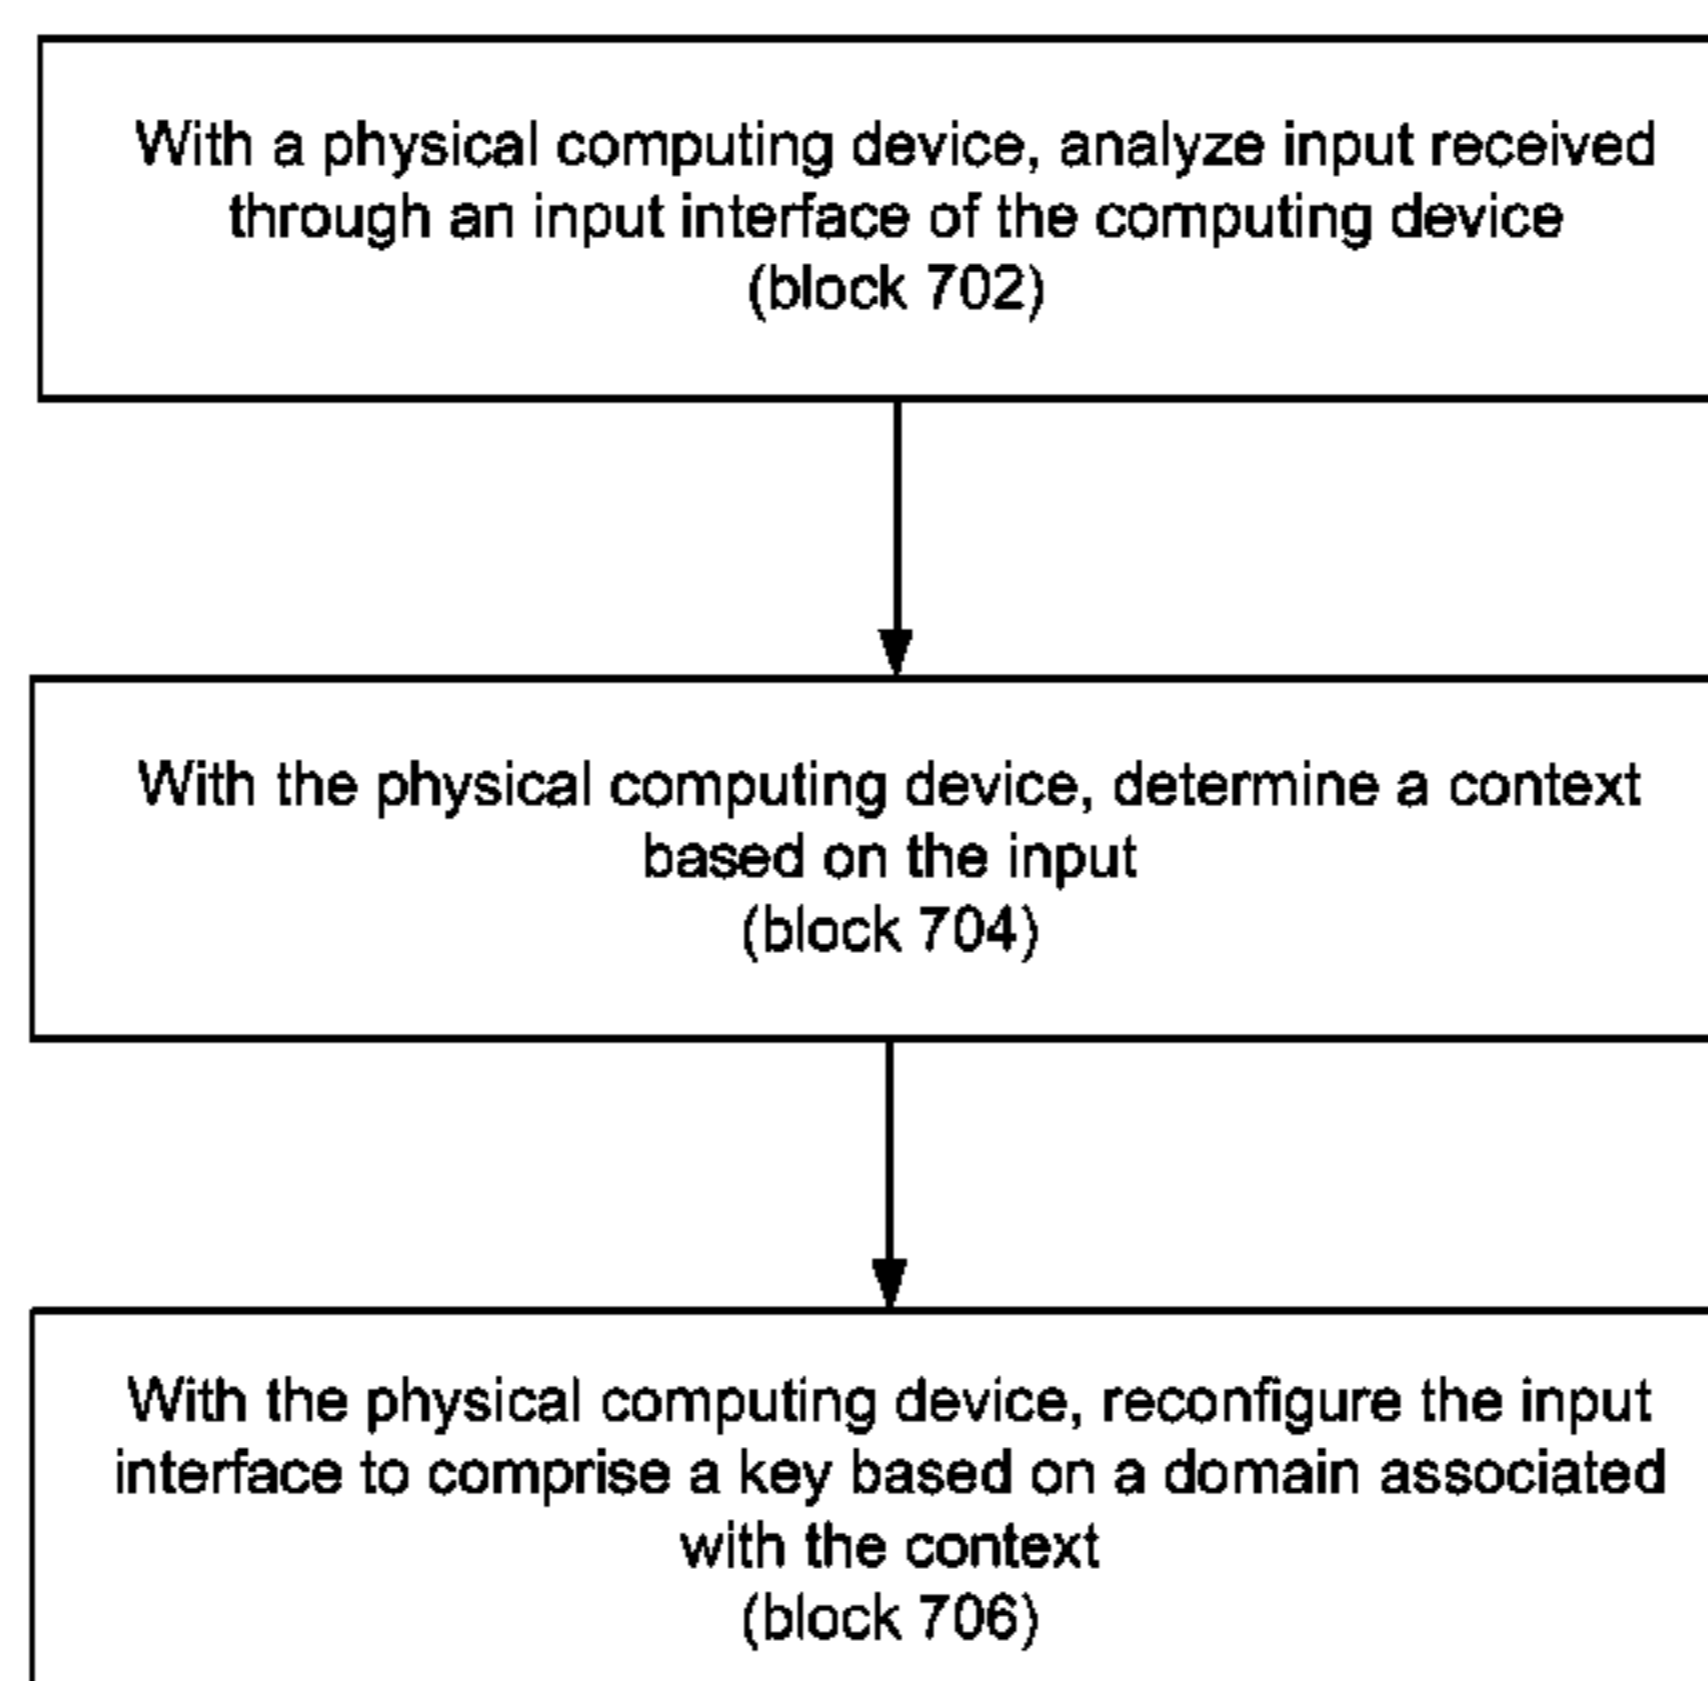 With a physical computing device, analyze input received
through an input interface of the computing device
(block 702)
With the physical computing device, determine a context
based on the input
(block 704)
With the physical computing device, reconfigure the input
interface to comprise a key based on a domain associated
with the context
(block 706)